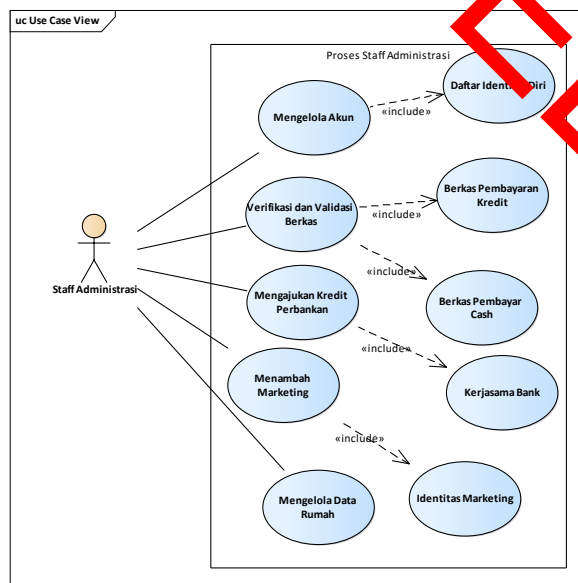 uc Use Case View
Proses Staff Administrasi
Daftar Diri
Mengelola Akun
«include»
Verifikasi dan Validasi
Berkas
«include»
Berkas Pembayaran
Kredit
«include»
Staff Administrasi
Mengajukan Kredit
Perbankan
Berkas Pembayar
Cash
«include»
Menambah
Marketing
Kerjasama Bank
«include»
Mengelola Data
Rumah
Identitas Marketing